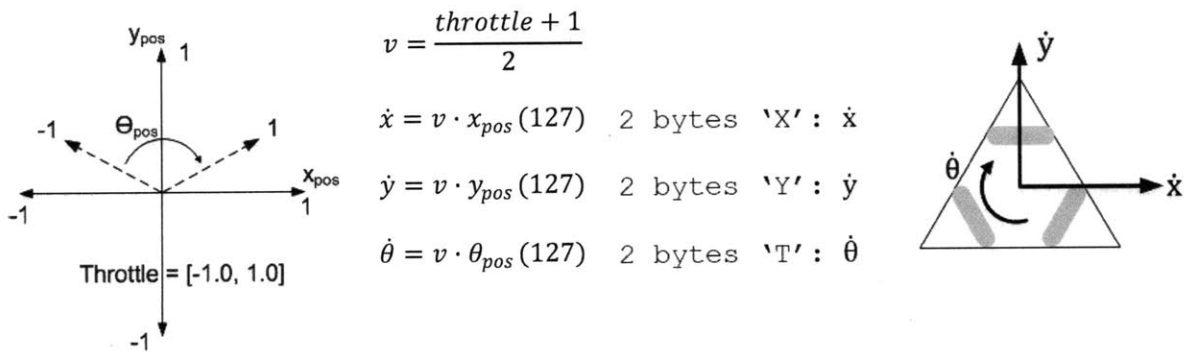 yₚₒₛ
1
-1
θₚₒₛ
1
xₚₒₛ
-1
1
Throttle = [-1.0, 1.0]
-1
v = (throttle + 1) / 2
ẋ = v · xₚₒₛ (127) 2 bytes ‘X’: ẋ
ẏ = v · yₚₒₛ (127) 2 bytes ‘Y’: ẏ
θ̇ = v · θₚₒₛ (127) 2 bytes ‘T’: θ̇
ẏ
θ̇
ẋ